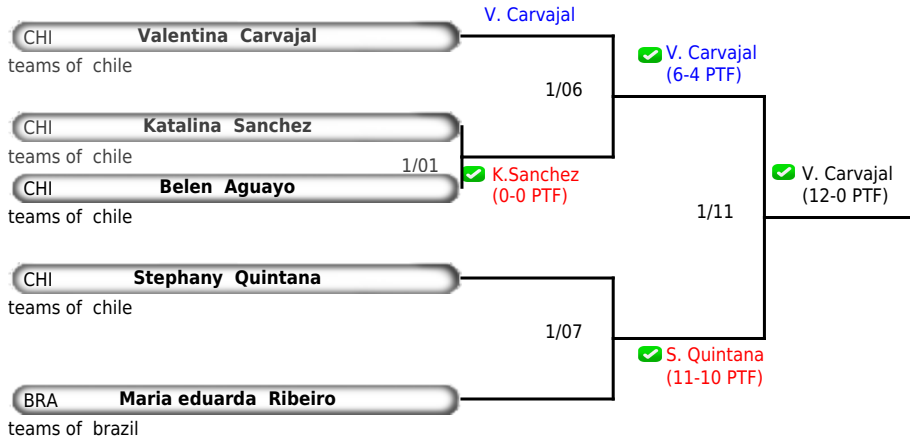 V. Carvajal
CHI Valentina Carvajal
teams of chile
V. Carvajal
(6-4 PTF)
1/06
CHI Katalina Sanchez
teams of chile
1/01
K.Sanchez
(0-0 PTF)
CHI Belen Aguayo
teams of chile
V. Carvajal
(12-0 PTF)
1/11
CHI Stephany Quintana
teams of chile
1/07
S. Quintana
(11-10 PTF)
BRA Maria eduarda Ribeiro
teams of brazil